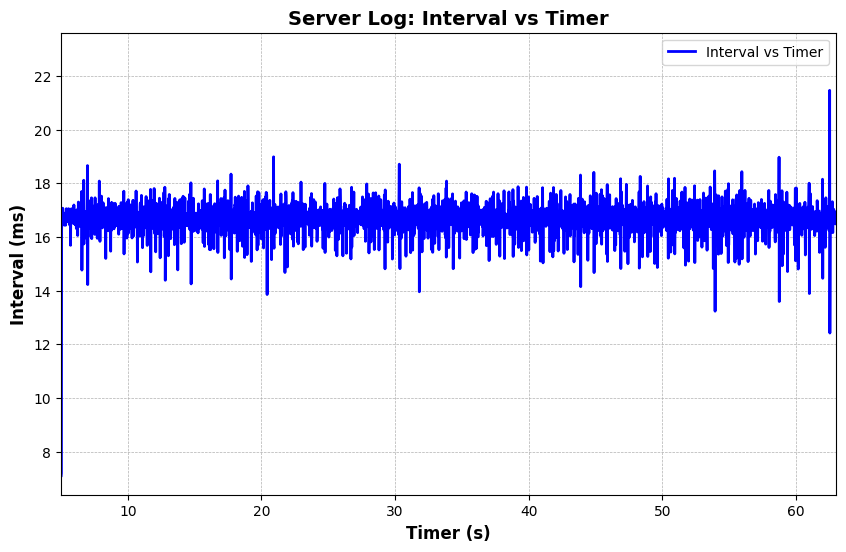 Server Log: Interval vs Timer
Interval vs Timer
22
20
18
16
14
12
10
8
Interval (ms)
10 20 30 40 50 60
Timer (s)